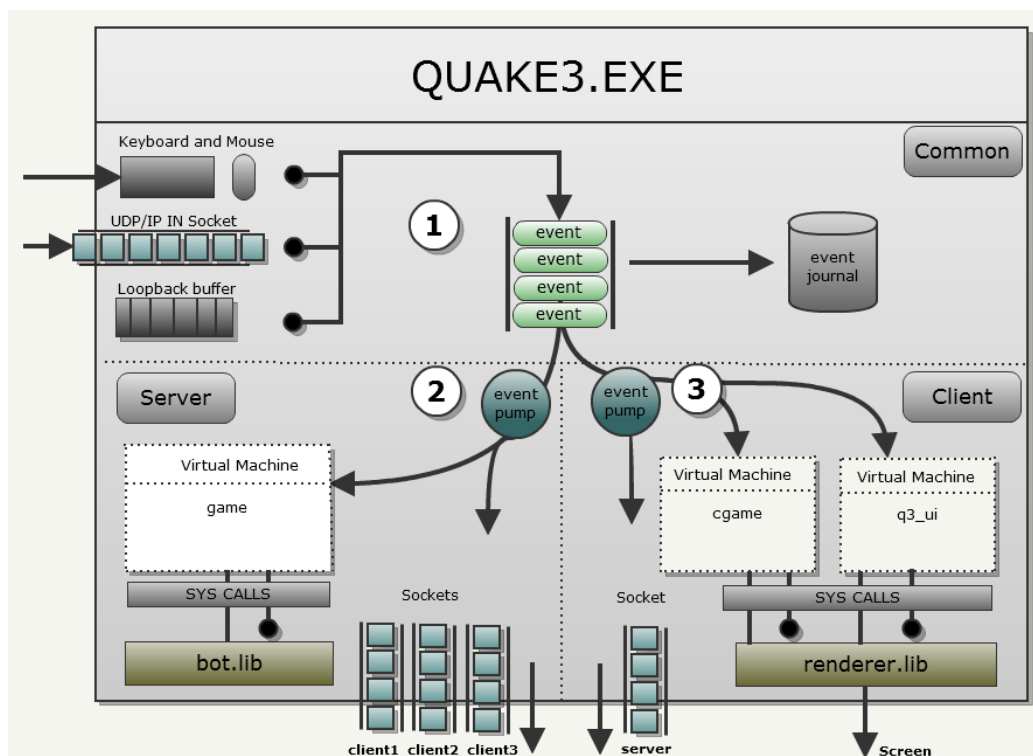 QUAKE3.EXE
Keyboard and Mouse
Common
UDP/IP IN Socket
1
event
event
event
event
event
journal
Loopback buffer
Server
2
event
pump
event
pump
3
Client
Virtual Machine
game
Virtual Machine
cgame
Virtual Machine
q3_ui
SYS CALLS
Sockets
Socket
SYS CALLS
bot.lib
renderer.lib
client1 client2 client3
server
Screen